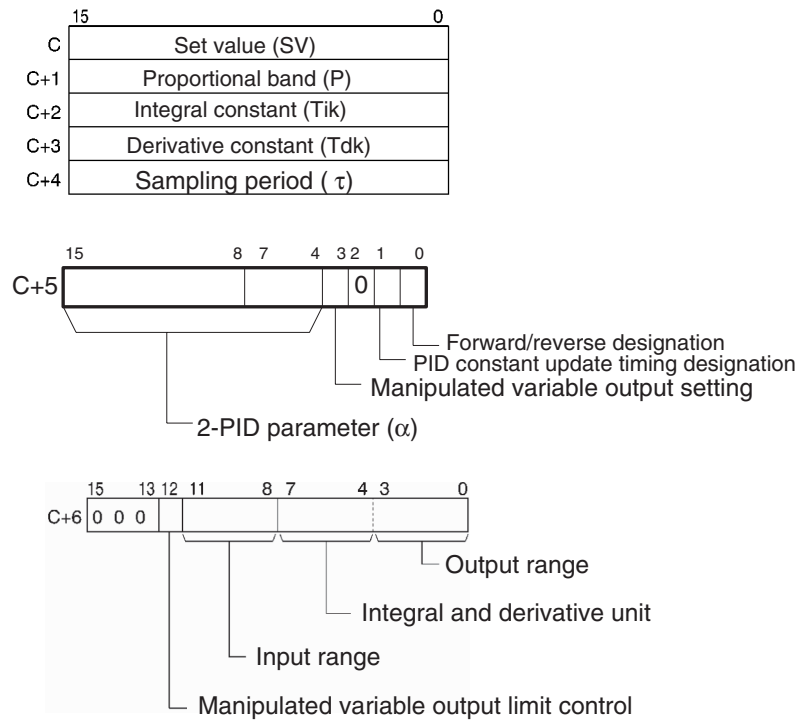 15 0
C Set value (SV)
C+1 Proportional band (P)
C+2 Integral constant (Tik)
C+3 Derivative constant (Tdk)
C+4 Sampling period ( τ)
15 8 7 4 3 2 1 0
C+5 0
Forward/reverse designation
PID constant update timing designation
Manipulated variable output setting
2-PID parameter (α)
15 13 12 11 8 7 4 3 0
C+6 0 0 0
Output range
Integral and derivative unit
Input range
Manipulated variable output limit control